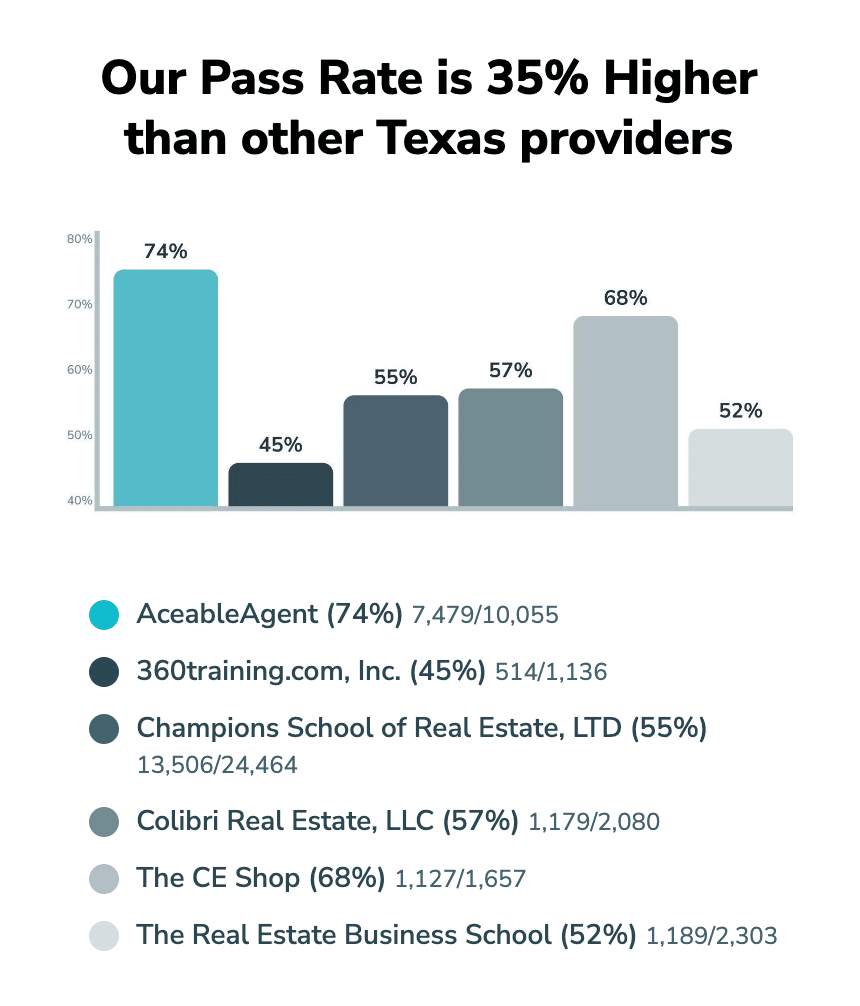 Our Pass Rate is 35% Higher
than other Texas providers
80%
70%
60%
50%
40%
74%
45%
55%
57%
68%
52%
AceableAgent (74%) 7,479/10,055
360training.com, Inc. (45%) 514/1,136
Champions School of Real Estate, LTD (55%)
13,506/24,464
Colibri Real Estate, LLC (57%) 1,179/2,080
The CE Shop (68%) 1,127/1,657
The Real Estate Business School (52%) 1,189/2,303